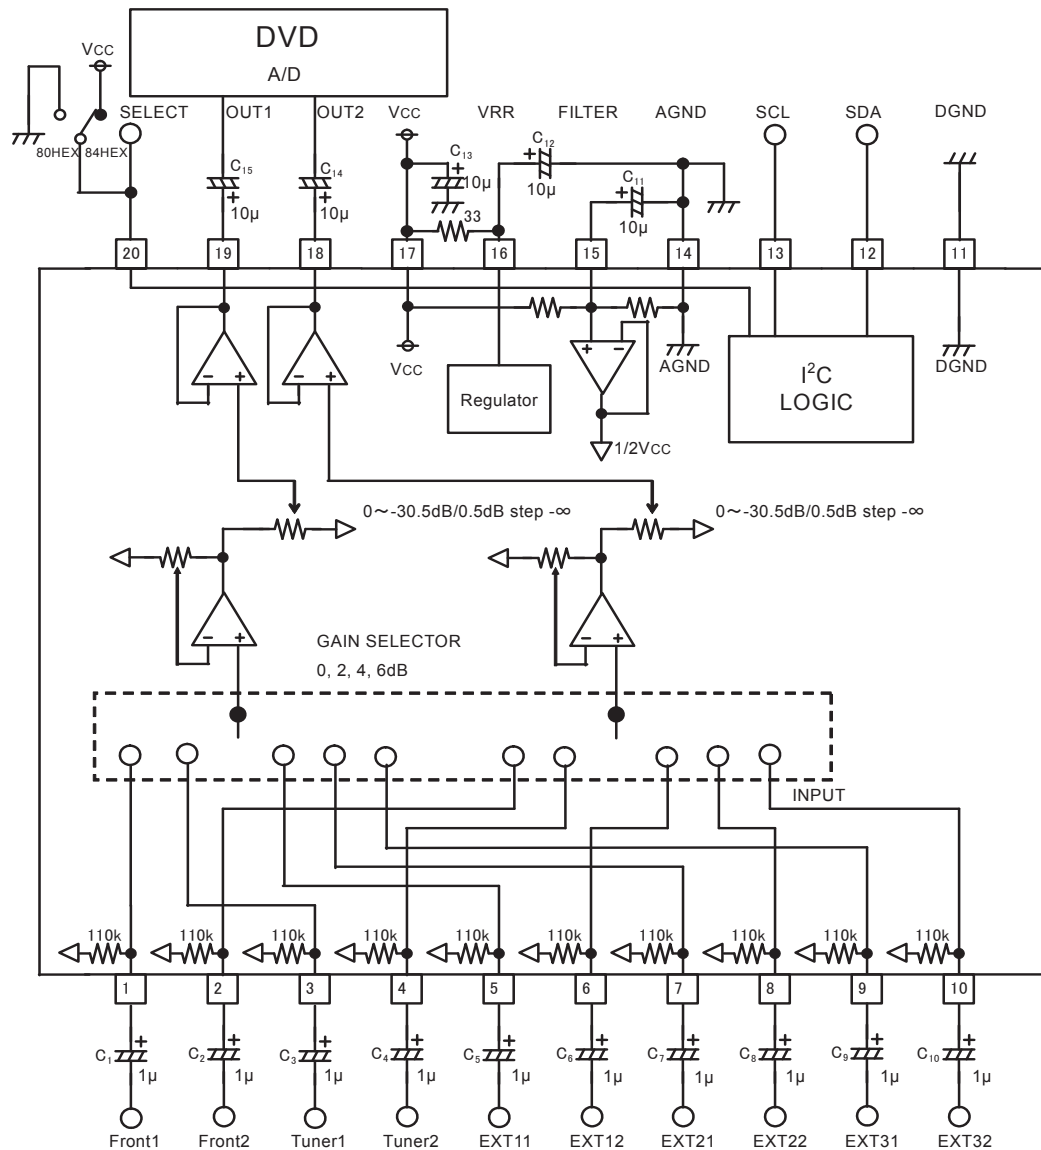 DVD
A/D
VCC
SELECT
OUT1
OUT2
VCC
VRR
FILTER
AGND
SCL
SDA
DGND
80HEX 84HEX
C15
+
10μ
C14
+
10μ
C13
+
10μ
C12
+
10μ
C11
+
10μ
33
20 19 18 17 16 15 14 13 12 11
VCC
Regulator
+ -
1/2VCC
AGND
I2C
LOGIC
DGND
- +
- +
0~-30.5dB/0.5dB step -∞
0~-30.5dB/0.5dB step -∞
- +
- +
GAIN SELECTOR
0, 2, 4, 6dB
INPUT
110k 110k 110k 110k 110k 110k 110k 110k 110k 110k
1 2 3 4 5 6 7 8 9 10
+ + + + + + + + + +
C1 C2 C3 C4 C5 C6 C7 C8 C9 C10
1μ 1μ 1μ 1μ 1μ 1μ 1μ 1μ 1μ 1μ
Front1 Front2 Tuner1 Tuner2 EXT11 EXT12 EXT21 EXT22 EXT31 EXT32